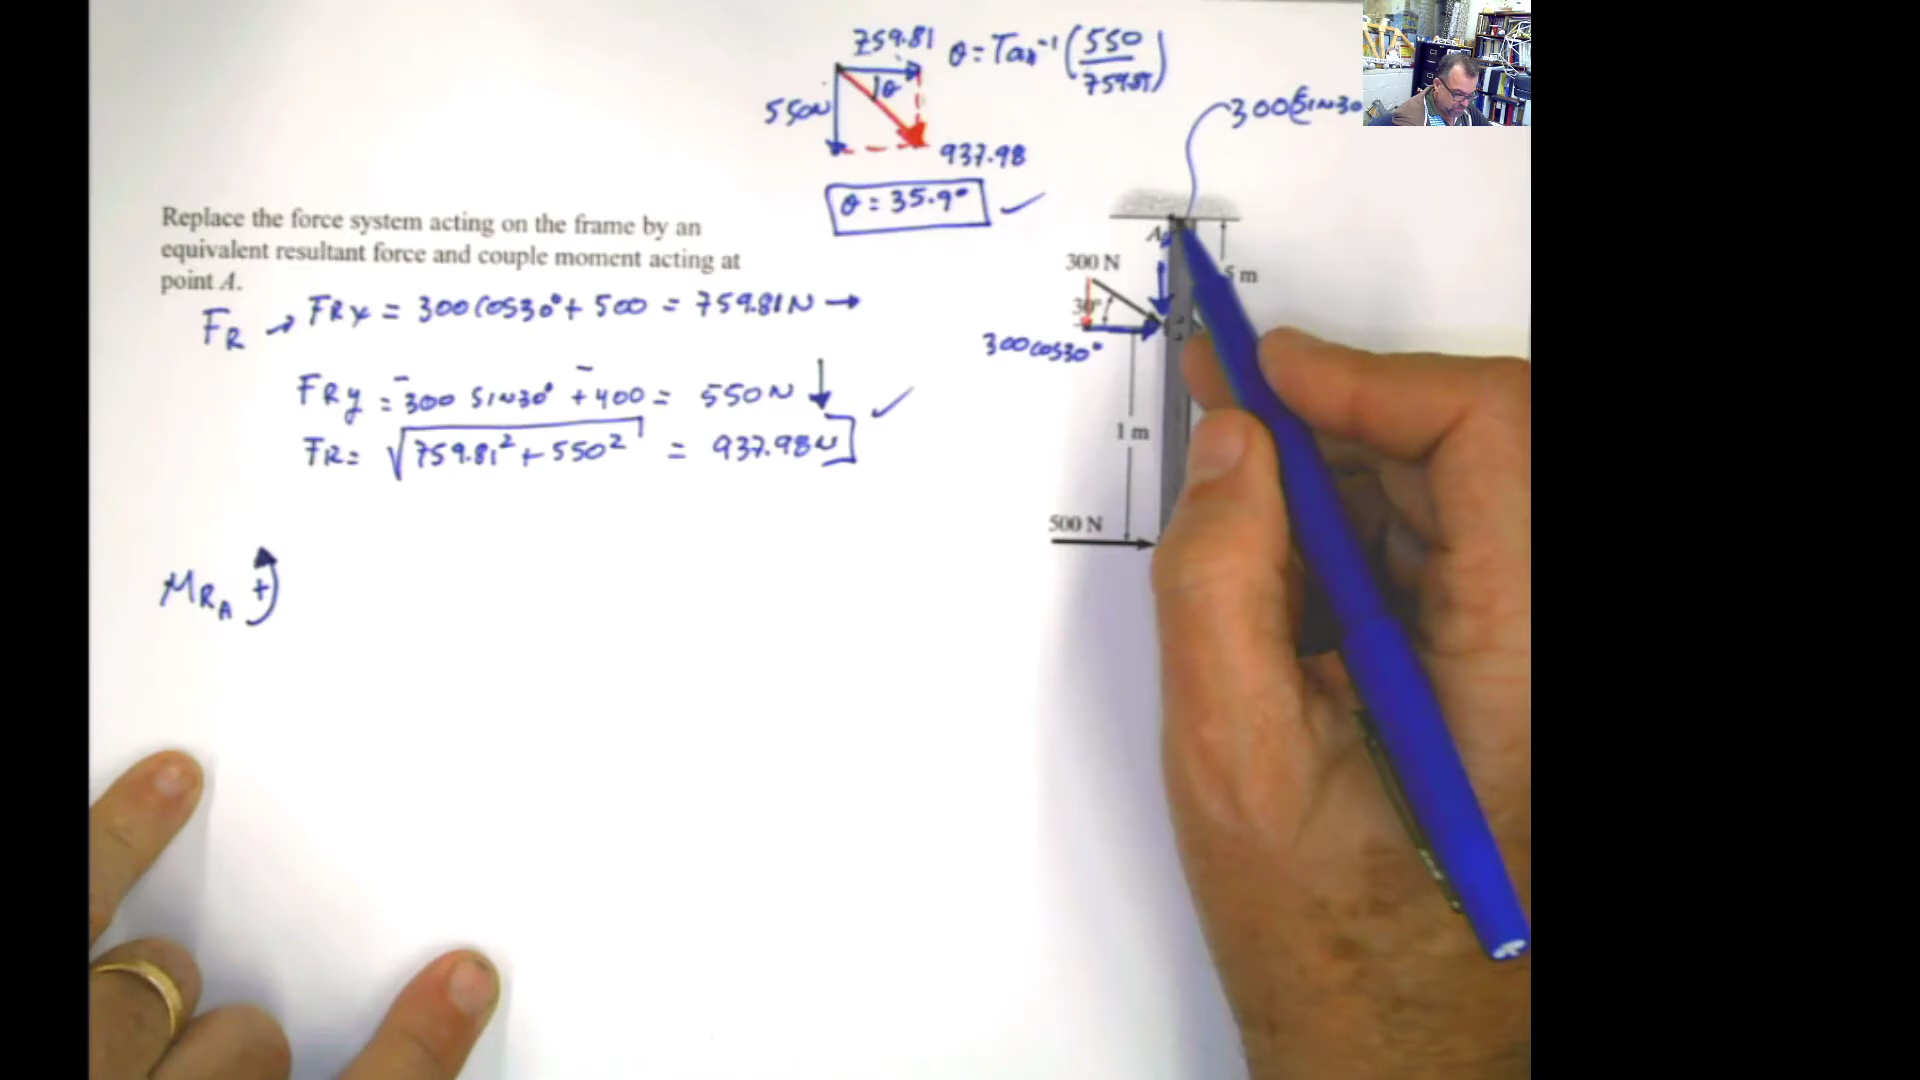 759.81 θ = Tan⁻¹ (550/759.81)
550N θ
937.98
300 Sin30
θ = 35.9° ✓
Replace the force system acting on the frame by an
equivalent resultant force and couple moment acting at
point A.
FR → FRx = 300 Cos30° + 500 = 759.81N →
FRy = -300 Sin30° -+400 = 550N ↓ ✓
FR = √759.81² + 550² = 937.98N
A
300 N
5 m
30°
300 cos30°
1 m
500 N
MRA +